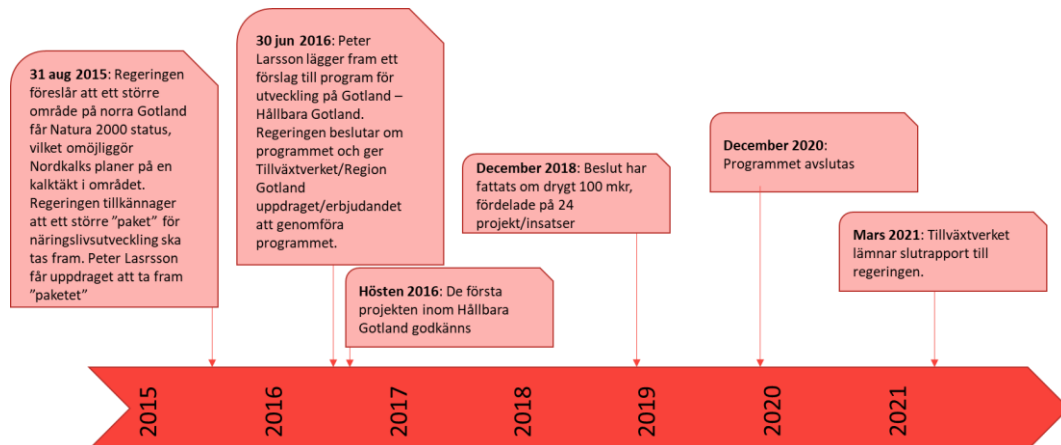 31 aug 2015: Regeringen
föreslår att ett större
område på norra Gotland
får Natura 2000 status,
vilket omöjliggör
Nordkalks planer på en
kalktäkt i området.
Regeringen tillkännager
att ett större ”paket” för
näringslivsutveckling ska
tas fram. Peter Lasrsson
får uppdraget att ta fram
”paketet”
30 jun 2016: Peter
Larsson lägger fram ett
förslag till program för
utveckling på Gotland –
Hållbara Gotland.
Regeringen beslutar om
programmet och ger
Tillväxtverket/Region
Gotland
uppdraget/erbjudandet
att genomföra
programmet.
Hösten 2016: De första
projekten inom Hållbara
Gotland godkänns
December 2018: Beslut har
fattats om drygt 100 mkr,
fördelade på 24
projekt/insatser
December 2020:
Programmet avslutas
Mars 2021: Tillväxtverket
lämnar slutrapport till
regeringen.
2015
2016
2017
2018
2019
2020
2021